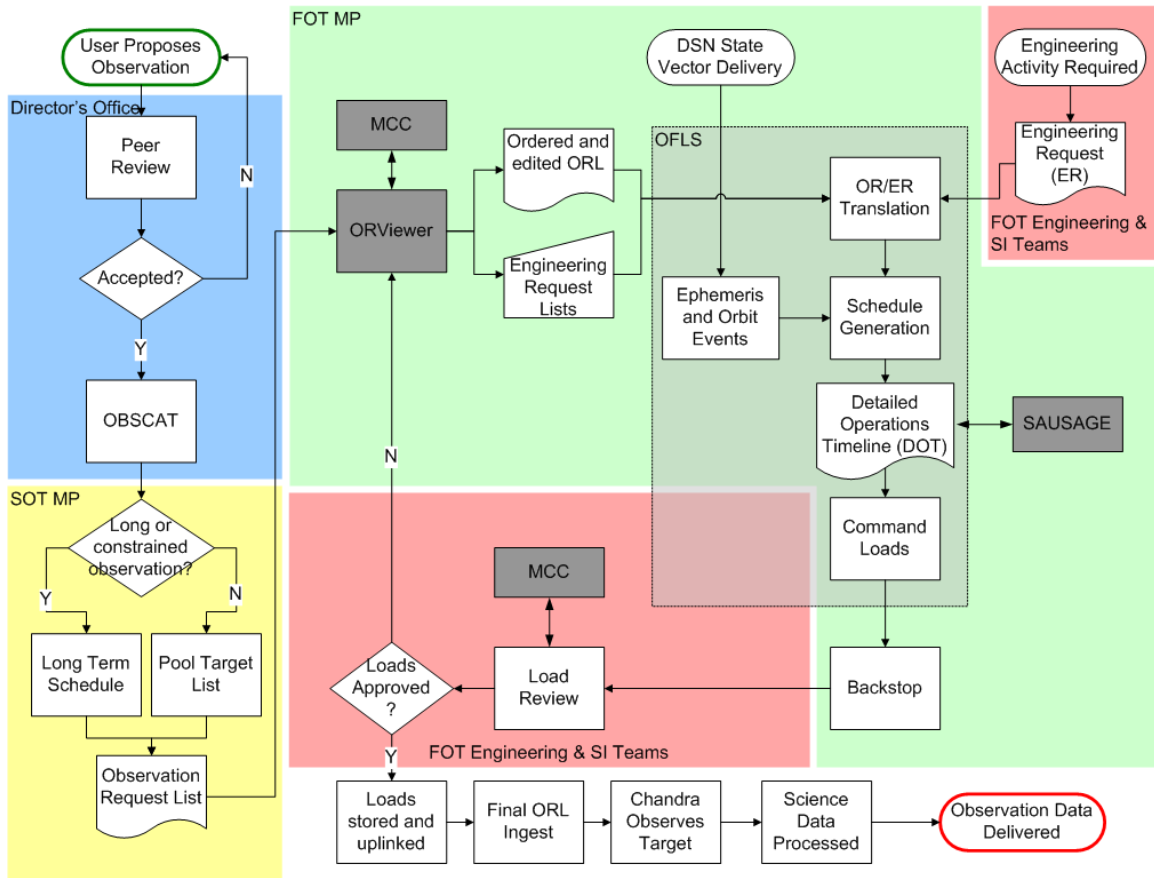 User Proposes
Observation
Director's Office
Peer
Review
N
Accepted?
Y
OBSCAT
SOT MP
Long or
constrained
observation?
Y
N
Long Term
Schedule
Pool Target
List
Observation
Request List
FOT MP
MCC
ORViewer
Ordered and
edited ORL
Engineering
Request
Lists
DSN State
Vector Delivery
OFLS
OR/ER
Translation
Ephemeris
and Orbit
Events
Schedule
Generation
Detailed
Operations
Timeline (DOT)
SAUSAGE
Command
Loads
Backstop
Engineering
Activity Required
Engineering
Request
(ER)
FOT Engineering &
SI Teams
N
MCC
Load
Review
Loads
Approved
?
FOT Engineering & SI Teams
Y
Loads
stored and
uplinked
Final ORL
Ingest
Chandra
Observes
Target
Science
Data
Processed
Observation Data
Delivered